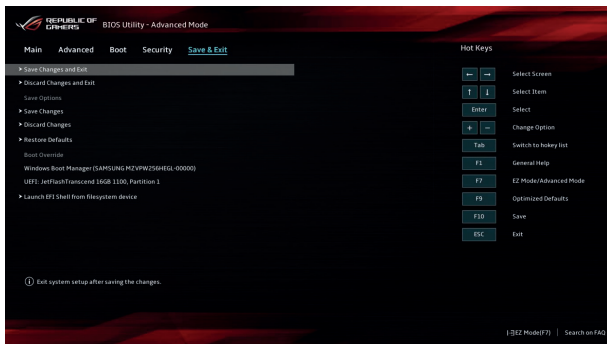 REPUBLIC OF
GAMERS
BIOS Utility - Advanced Mode
Main Advanced Boot Security Save & Exit
Hot Keys
> Save Changes and Exit
> Discard Changes and Exit
Save Options
> Save Changes
> Discard Changes
> Restore Defaults
Boot Override
Windows Boot Manager (SAMSUNG MZVPW256HEGL-00000)
UEFI: JetFlashTranscend 16GB 1100, Partition 1
> Launch EFI Shell from filesystem device
← → Select Screen
↑ ↓ Select Item
Enter Select
+ - Change Option
Tab Switch to hokey list
F1 General Help
F7 EZ Mode/Advanced Mode
F9 Optimized Defaults
F10 Save
ESC Exit
i Exit system setup after saving the changes.
EZ Mode(F7) | Search on FAQ